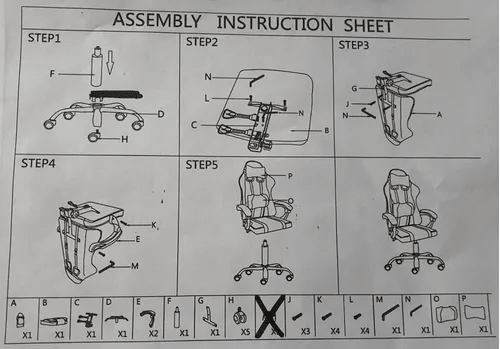 ASSEMBLY INSTRUCTION SHEET
STEP1
F
D
H
STEP2
N
L
N
C
B
STEP3
G
J
N
A
STEP4
K
E
M
STEP5
P
O
A B C D E F G H J K L M N O P
X1 X1 X1 X1 X2 X1 X1 X5 X3 X4 X4 X1 X1 X1 X1